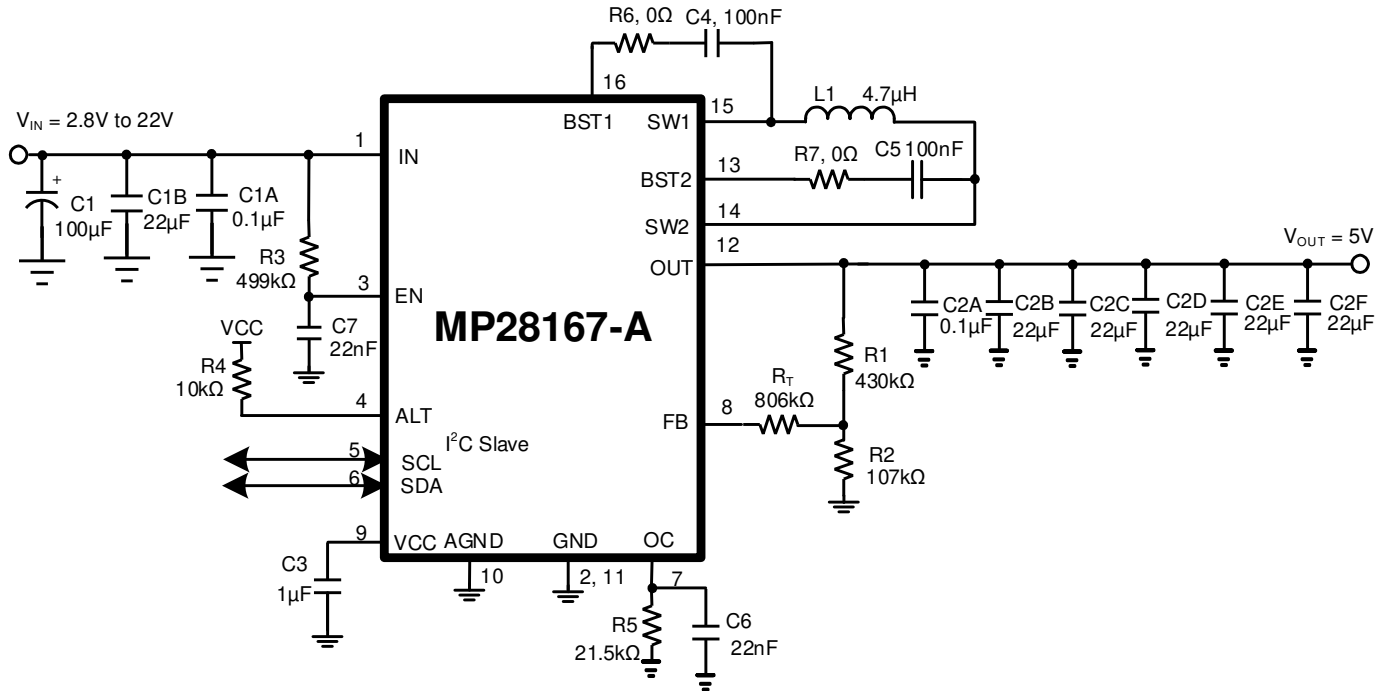 R6, 0Ω C4, 100nF
16
15 L1 4.7µH
BST1 SW1
V_IN = 2.8V to 22V
1
IN
13 R7, 0Ω C5 100nF
BST2
C1 100µF
C1B 22µF
C1A 0.1µF
14
SW2
12
V_OUT = 5V
OUT
R3 499kΩ
3
EN
C2A 0.1µF
C2B 22µF
C2C 22µF
C2D 22µF
C2E 22µF
C2F 22µF
MP28167-A
VCC
C7 22nF
R4 10kΩ
R1 430kΩ
R_T 806kΩ
4
ALT
8
FB
I²C Slave
5
SCL
6
SDA
R2 107kΩ
9
VCC AGND GND OC
C3 1µF
10
2, 11
7
R5 21.5kΩ
C6 22nF